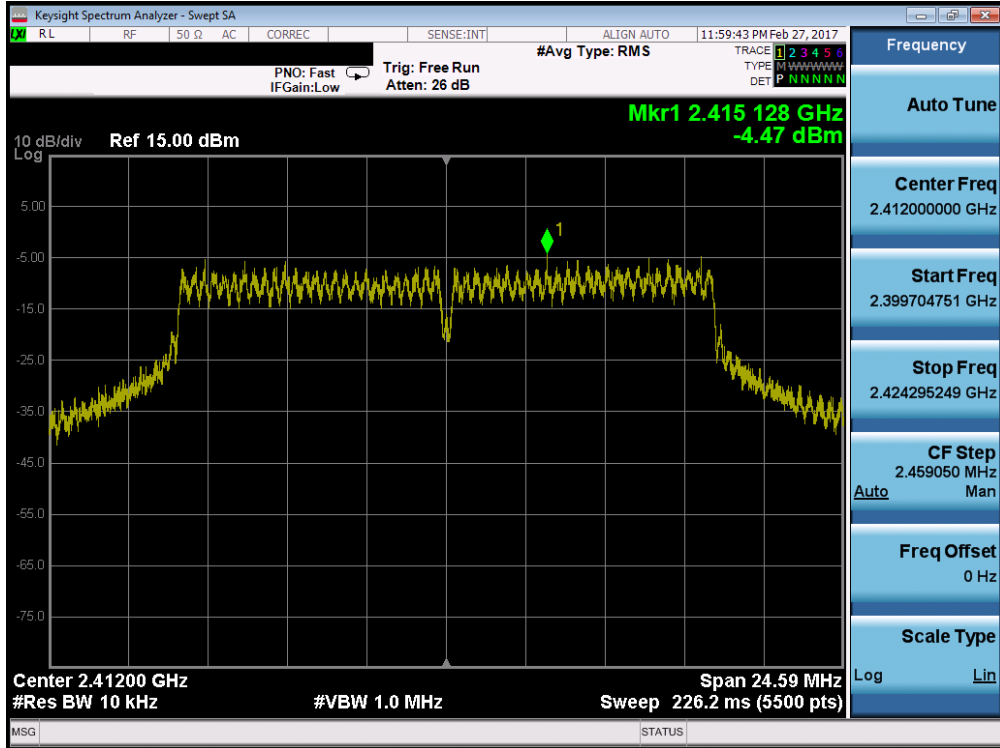 Keysight Spectrum Analyzer - Swept SA
LXI RL RF 50 Ω AC CORREC SENSE:INT ALIGN AUTO 11:59:43 PM Feb 27, 2017
#Avg Type: RMS
TRACE 1 2 3 4 5 6
PNO: Fast Trig: Free Run
TYPE M WWWWW
IFGain:Low Atten: 26 dB
DET P N N N N N
Mkr1 2.415 128 GHz
-4.47 dBm
10 dB/div Ref 15.00 dBm
Log
1
5.00
-5.00
-15.0
-25.0
-35.0
-45.0
-55.0
-65.0
-75.0
Center 2.41200 GHz Span 24.59 MHz
#Res BW 10 kHz #VBW 1.0 MHz Sweep 226.2 ms (5500 pts)
MSG STATUS
Frequency
Auto Tune
Center Freq
2.412000000 GHz
Start Freq
2.399704751 GHz
Stop Freq
2.424295249 GHz
CF Step
2.459050 MHz
Auto Man
Freq Offset
0 Hz
Scale Type
Log Lin